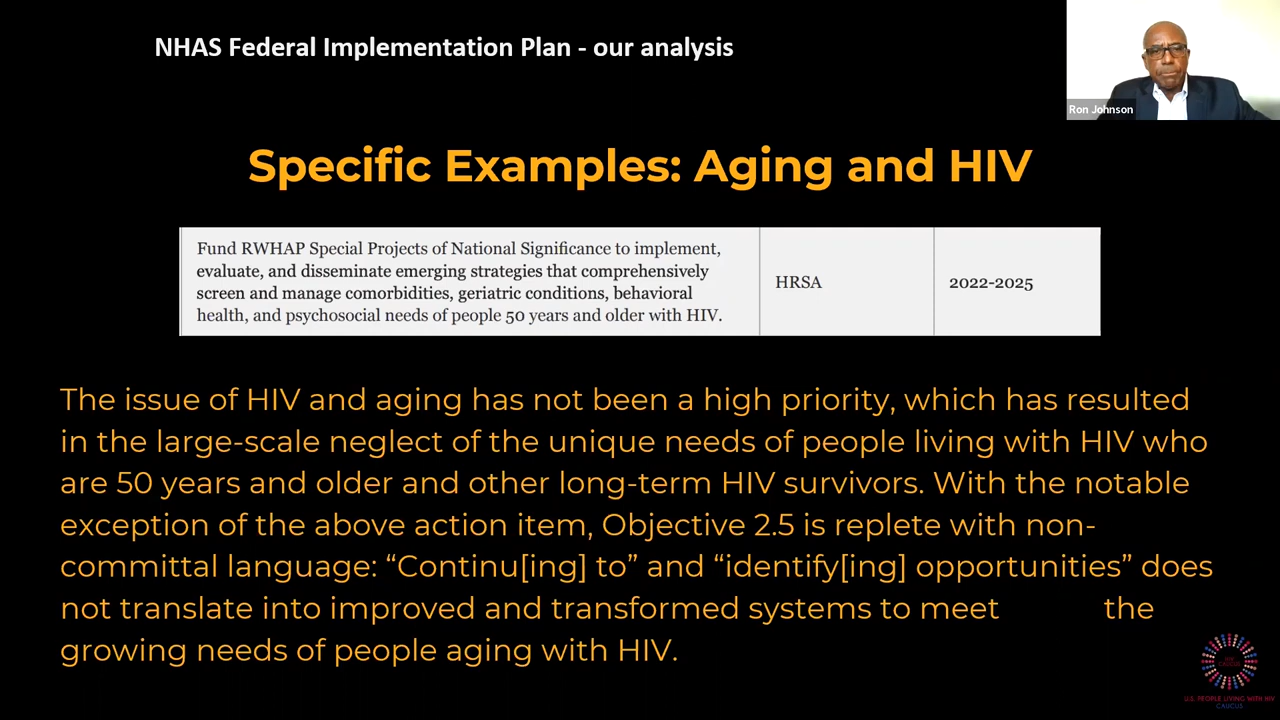 NHAS Federal Implementation Plan - our analysis
Ron Johnson
Specific Examples: Aging and HIV
Fund RWHAP Special Projects of National Significance to implement,
evaluate, and disseminate emerging strategies that comprehensively
screen and manage comorbidities, geriatric conditions, behavioral
health, and psychosocial needs of people 50 years and older with HIV.
HRSA
2022-2025
The issue of HIV and aging has not been a high priority, which has resulted
in the large-scale neglect of the unique needs of people living with HIV who
are 50 years and older and other long-term HIV survivors. With the notable
exception of the above action item, Objective 2.5 is replete with non-
committal language: “Continu[ing] to” and “identify[ing] opportunities” does
not translate into improved and transformed systems to meet the
growing needs of people aging with HIV.
HIV
CAUCUS
U.S. PEOPLE LIVING WITH HIV
CAUCUS